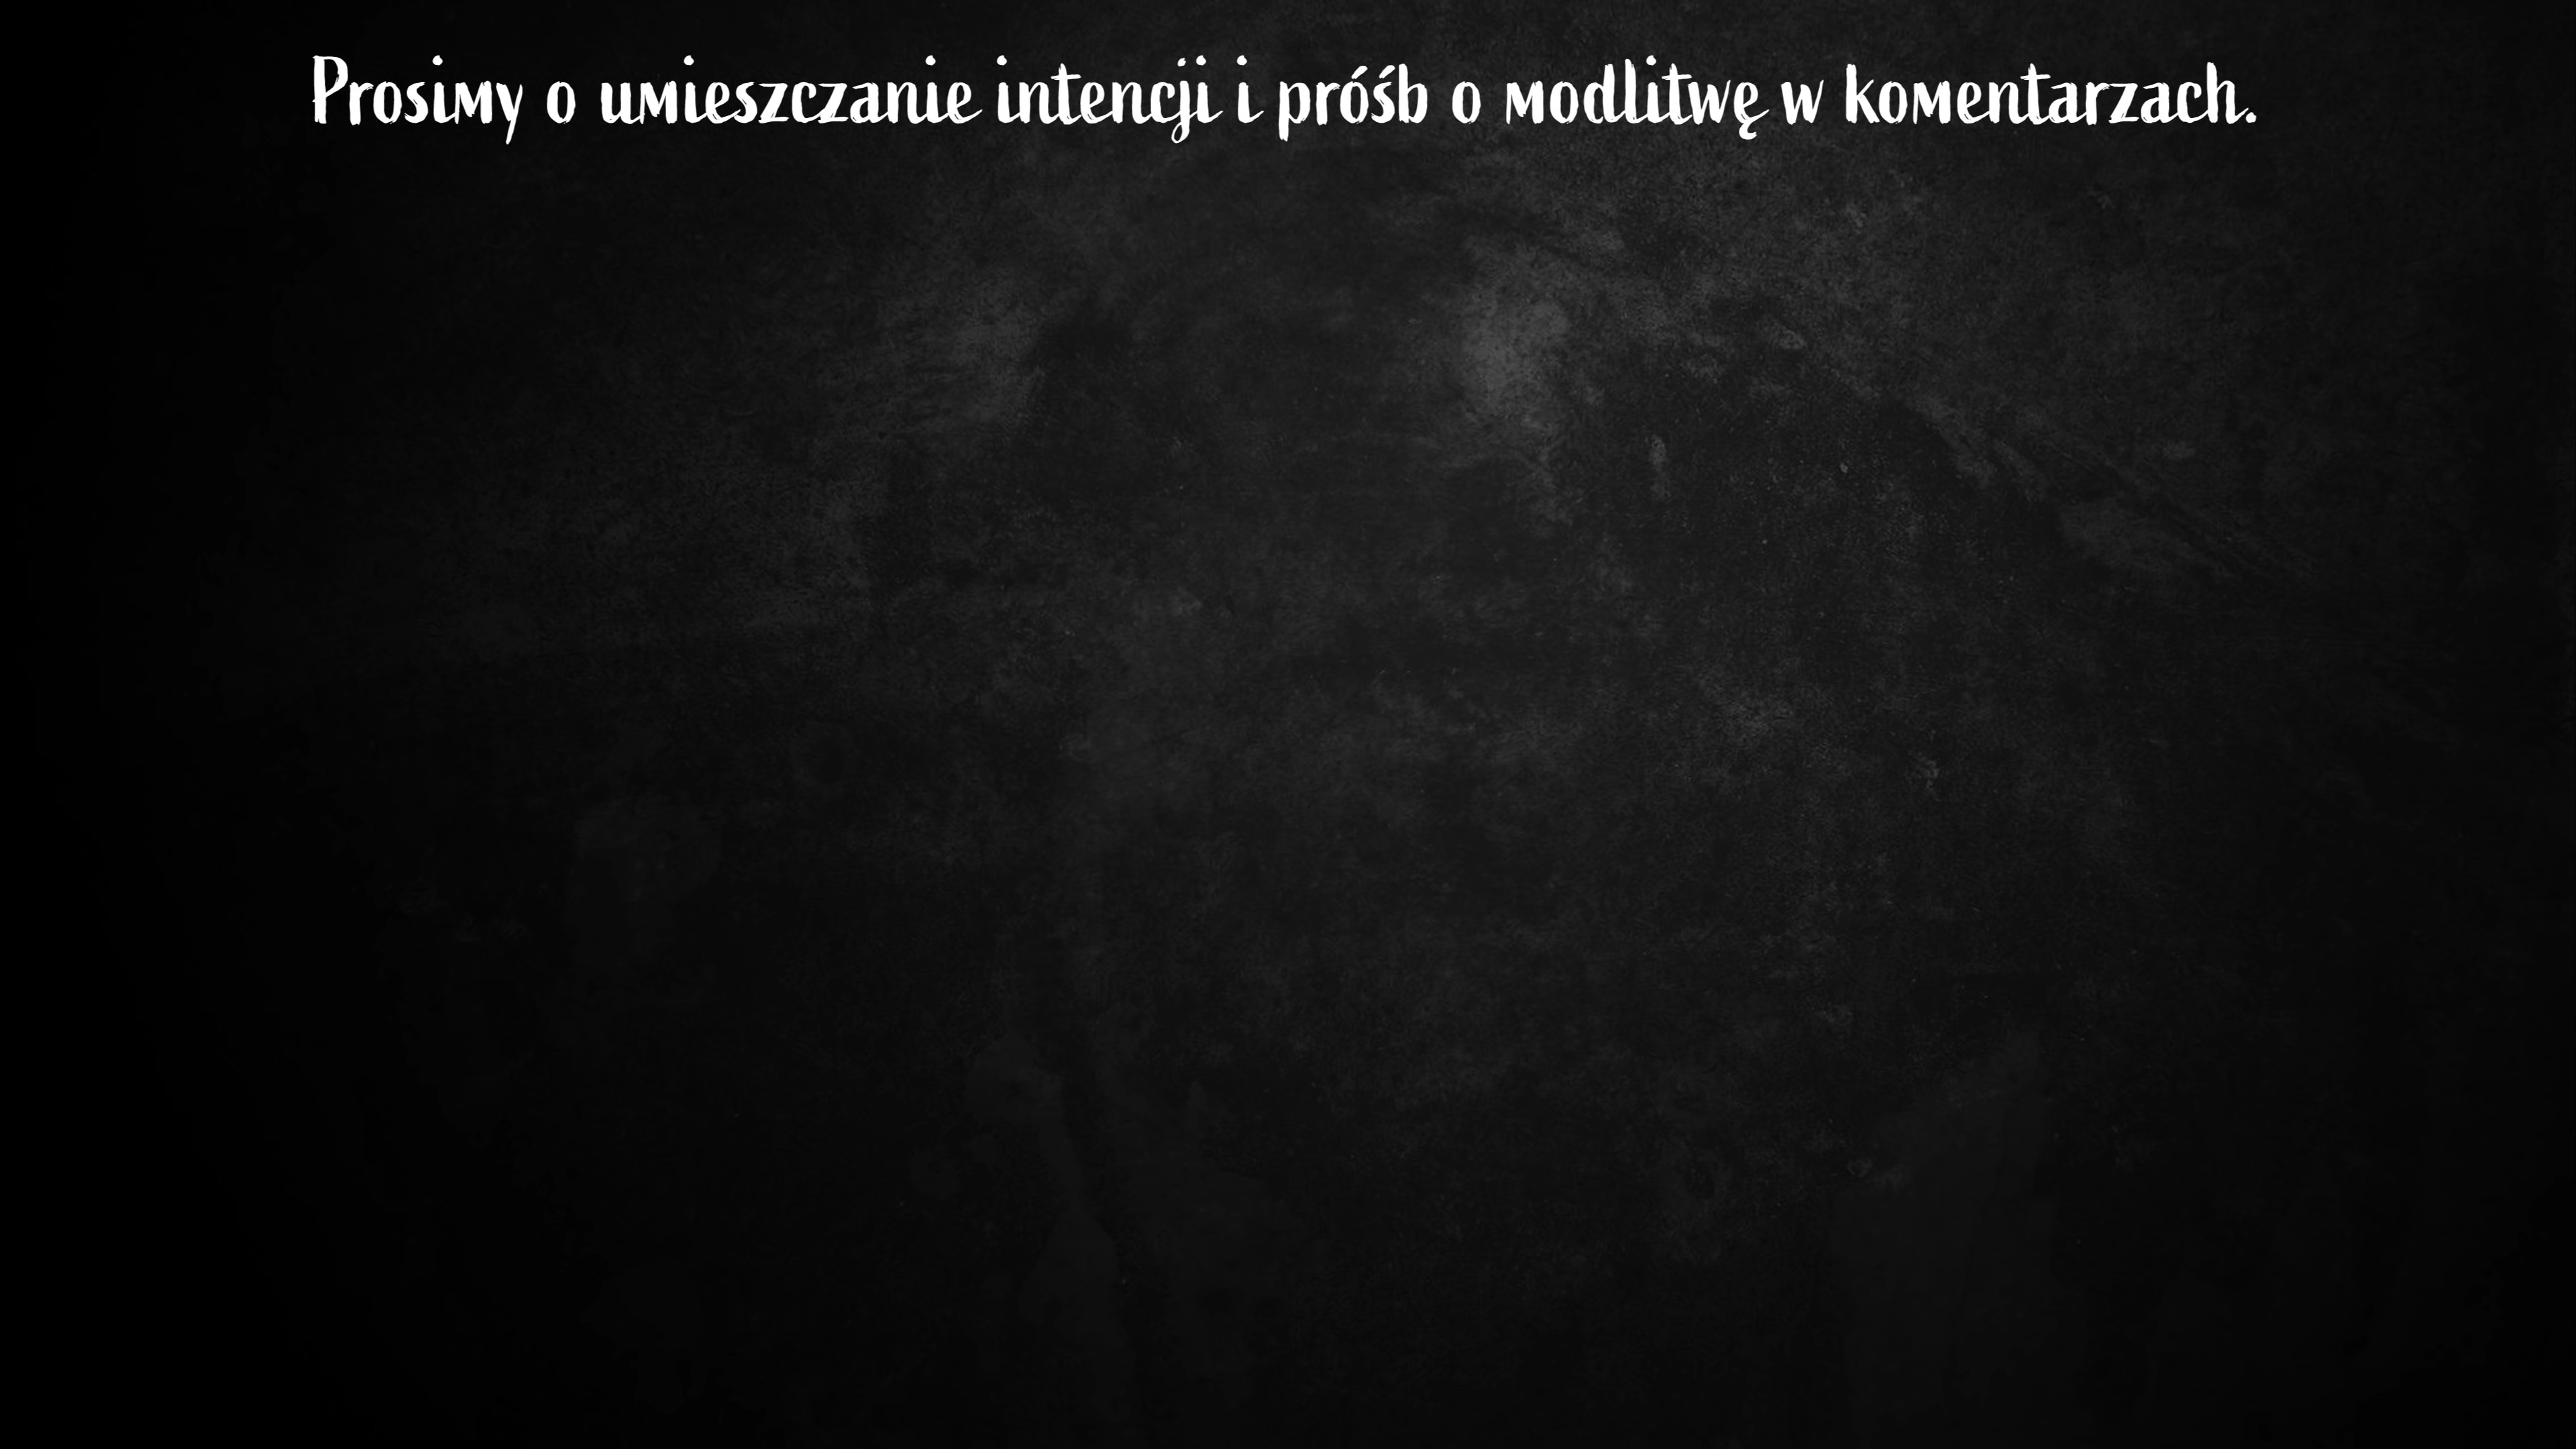 Prosimy o umieszczanie intencji i próśb o modlitwę w komentarzach.